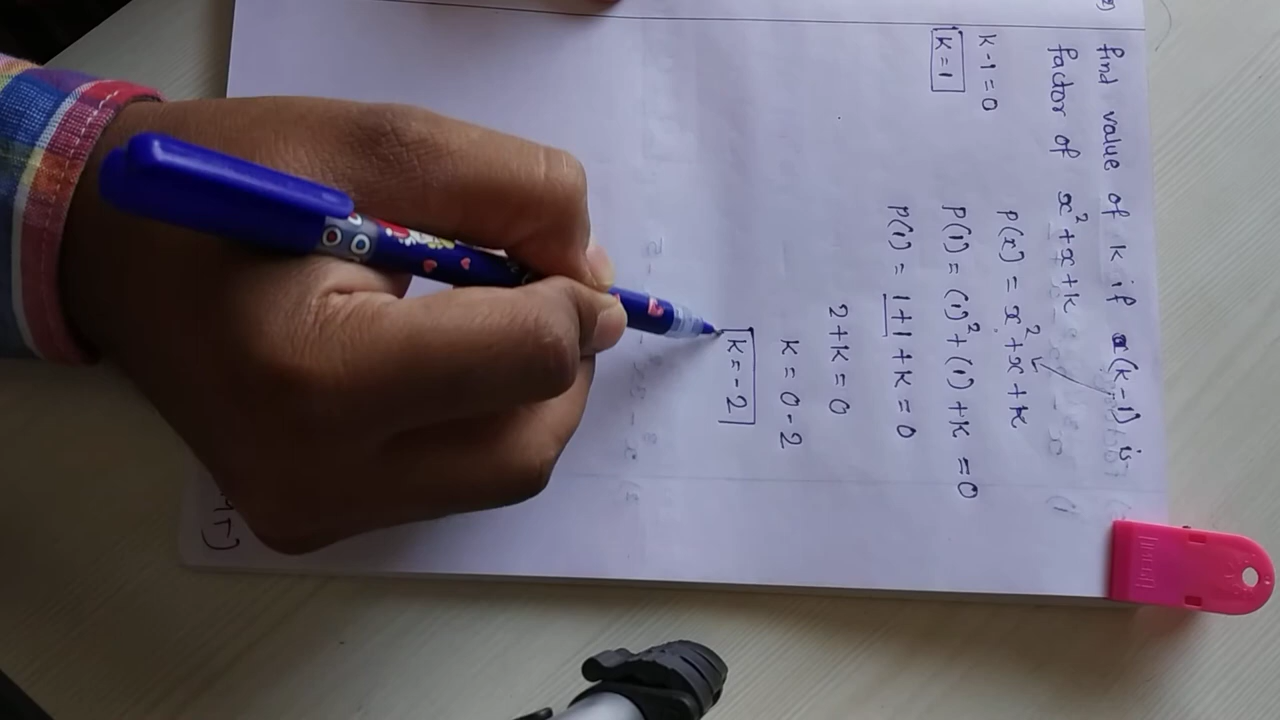 find value of k if x(k-1) is
factor of x²+x+k
k-1=0
k=1
p(x) = x²+x+k
p(1) = (1)²+(1)+k =0
p(1) = 1+1+k=0
2+k=0
k=0-2
k=-2